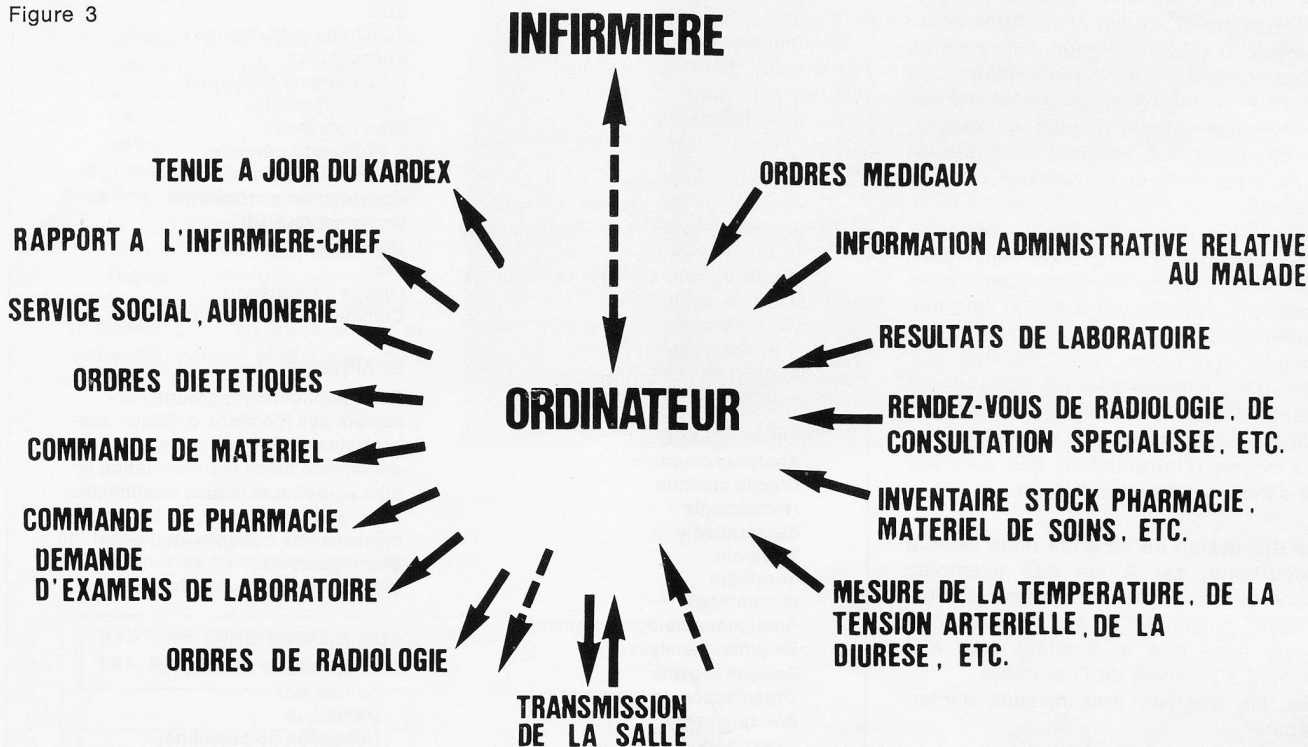 Figure 3
INFIRMIERE
TENUE A JOUR DU KARDEX
RAPPORT A L'INFIRMIERE-CHEF
SERVICE SOCIAL, AUMONERIE
ORDRES DIETETIQUES
COMMANDE DE MATERIEL
COMMANDE DE PHARMACIE
DEMANDE
D'EXAMENS DE LABORATOIRE
ORDRES DE RADIOLOGIE
ORDINATEUR
TRANSMISSION
DE LA SALLE
ORDRES MEDICAUX
INFORMATION ADMINISTRATIVE RELATIVE
AU MALADE
RESULTATS DE LABORATOIRE
RENDEZ-VOUS DE RADIOLOGIE, DE
CONSULTATION SPECIALISEE, ETC.
INVENTAIRE STOCK PHARMACIE,
MATERIEL DE SOINS, ETC.
MESURE DE LA TEMPERATURE, DE LA
TENSION ARTERIELLE, DE LA
DIURESE, ETC.